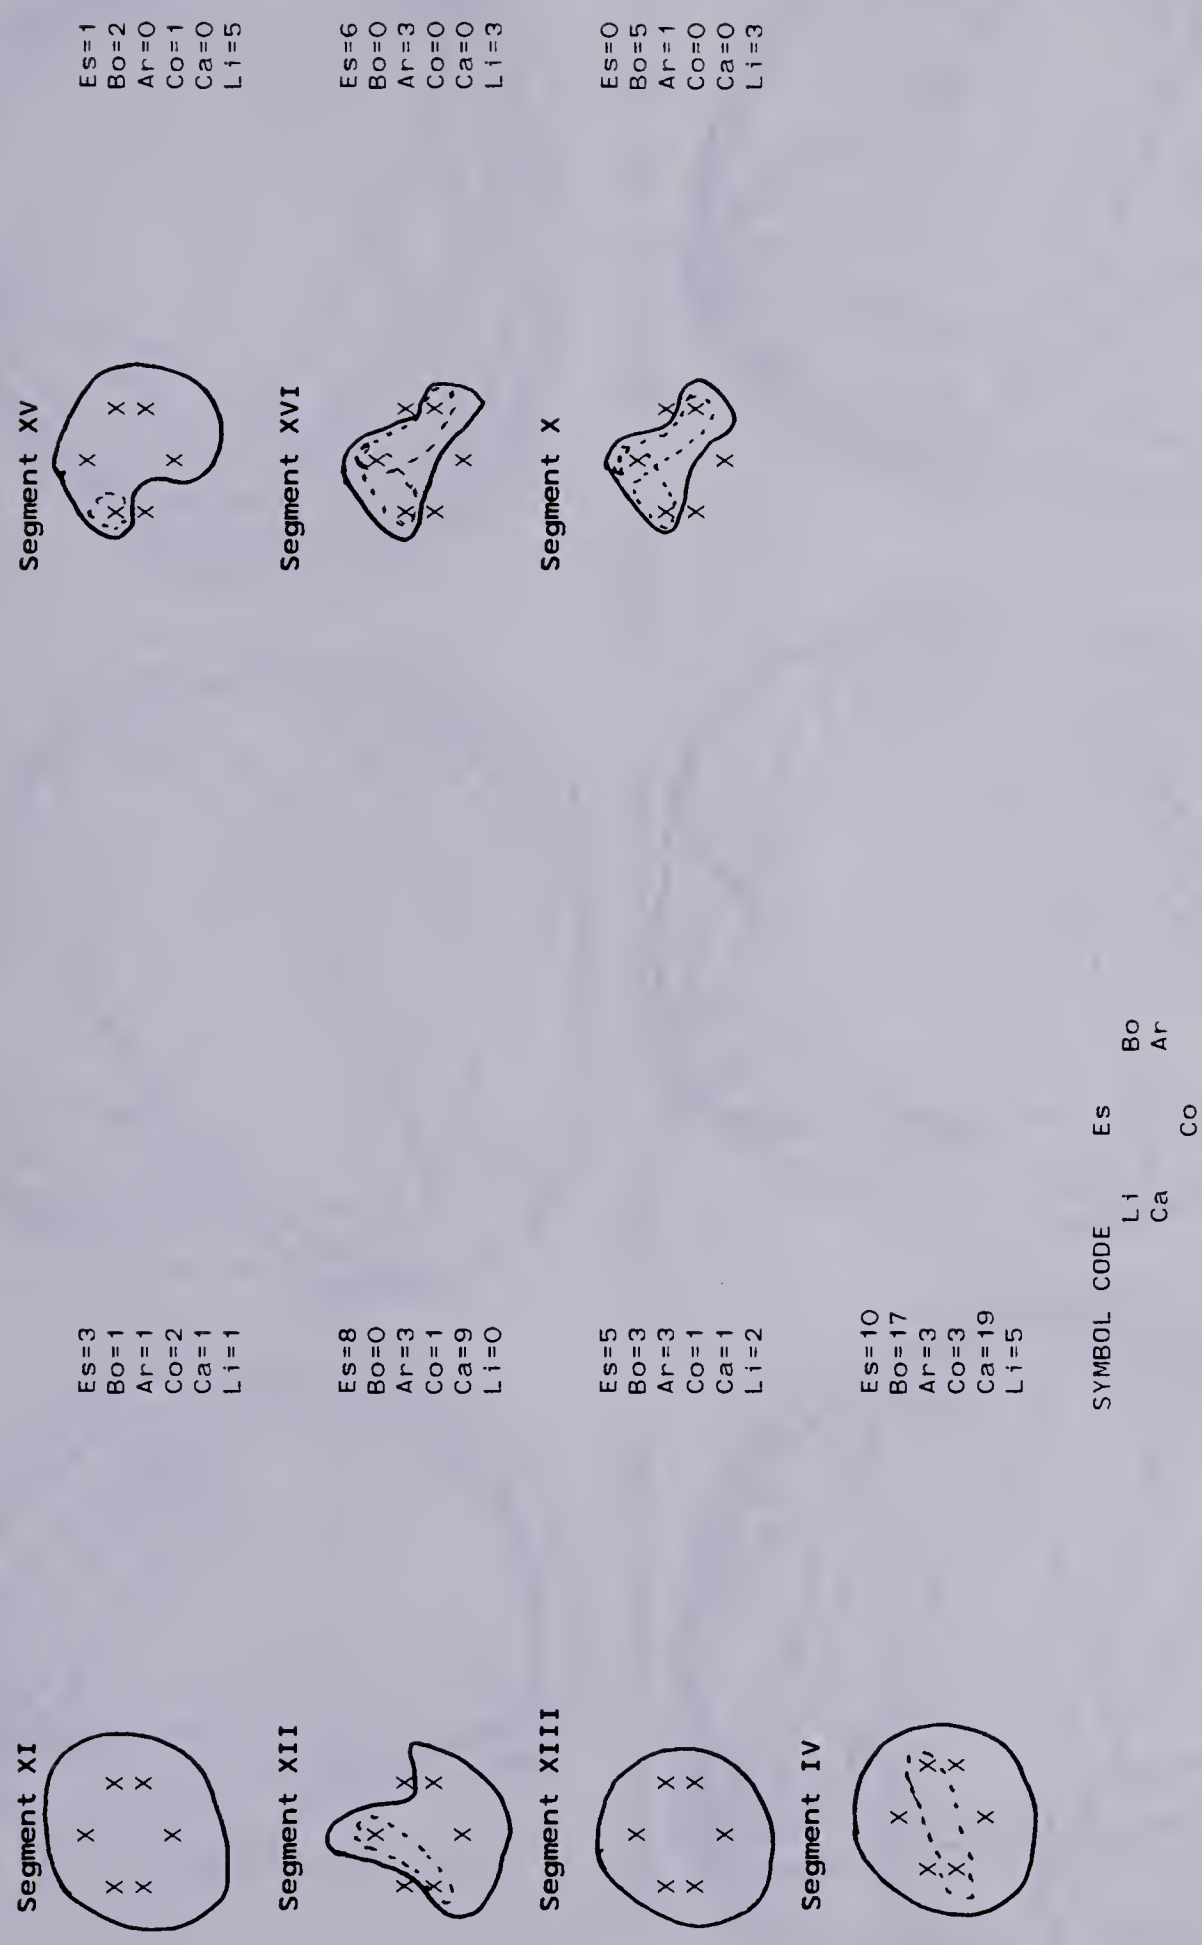 Segment XI
X
X X
X X
X
Es=3
Bo=1
Ar=1
Co=2
Ca=1
Li=1
Segment XV
X
X X
X X
X
Es=1
Bo=2
Ar=0
Co=1
Ca=0
Li=5
Segment XII
X
X X
X X
X
Es=8
Bo=0
Ar=3
Co=1
Ca=9
Li=0
Segment XVI
X
X X
X X
X
Es=6
Bo=0
Ar=3
Co=0
Ca=0
Li=3
Segment XIII
X
X X
X X
X
Es=5
Bo=3
Ar=3
Co=1
Ca=1
Li=2
Segment X
X
X X
X X
X
Es=0
Bo=5
Ar=1
Co=0
Ca=0
Li=3
Segment IV
X
X X
X X
X
Es=10
Bo=17
Ar=3
Co=3
Ca=19
Li=5
SYMBOL CODE Es
Li Bo
Ca Ar
Co